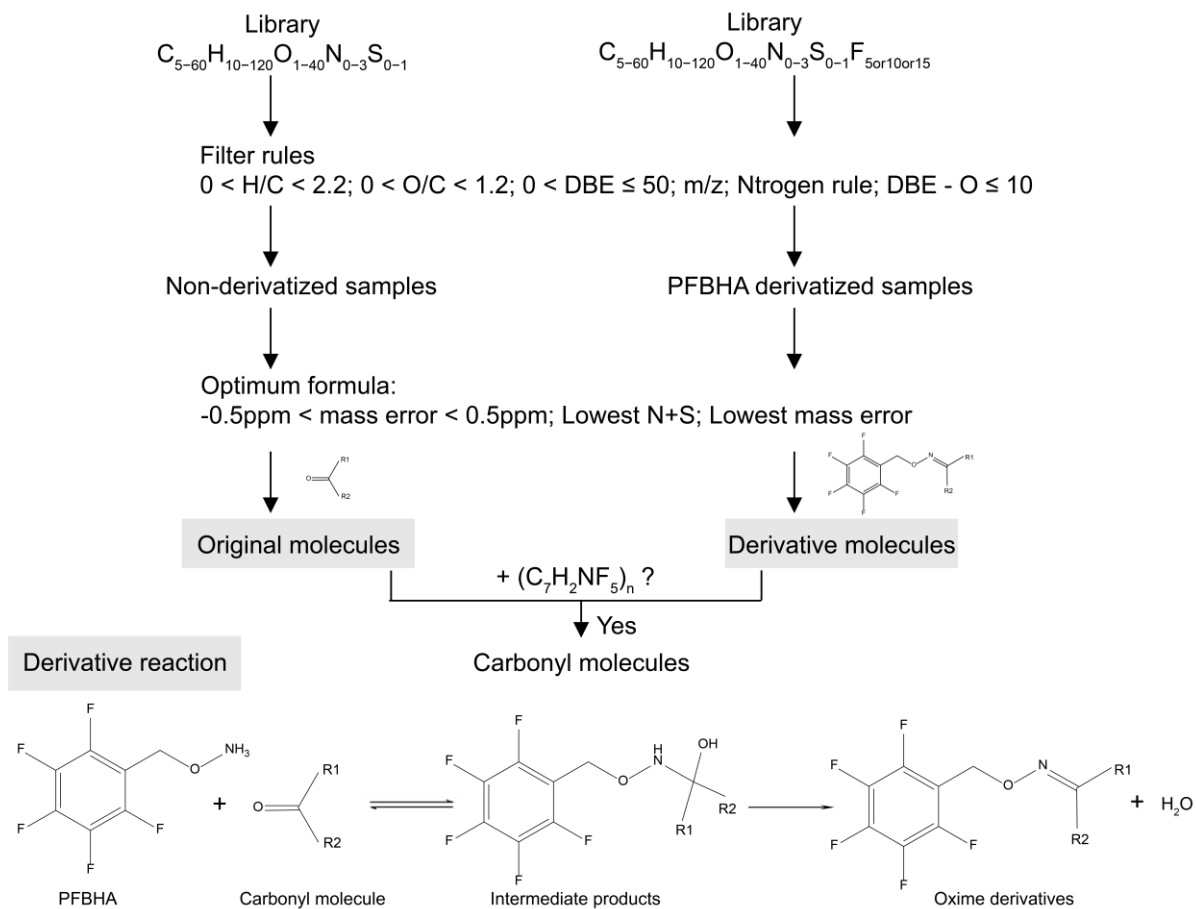 Library
C5–60H10–120O1–40N0–3S0–1
Library
C5–60H10–120O1–40N0–3S0–1F5or10or15
Filter rules
0 < H/C < 2.2; 0 < O/C < 1.2; 0 < DBE ≤ 50; m/z; Ntrogen rule; DBE - O ≤ 10
Non-derivatized samples
PFBHA derivatized samples
Optimum formula:
-0.5ppm < mass error < 0.5ppm; Lowest N+S; Lowest mass error
O
R1
R2
F
F
F
F
F
O
N
R1
R2
Original molecules
Derivative molecules
+ (C7H2NF5)n ?
Yes
Derivative reaction
Carbonyl molecules
F
F
F
F
F
O
NH3
+
O
R1
R2
F
F
F
F
F
O
H
N
OH
R1
R2
F
F
F
F
F
O
N
R1
R2
+ H2O
PFBHA
Carbonyl molecule
Intermediate products
Oxime derivatives